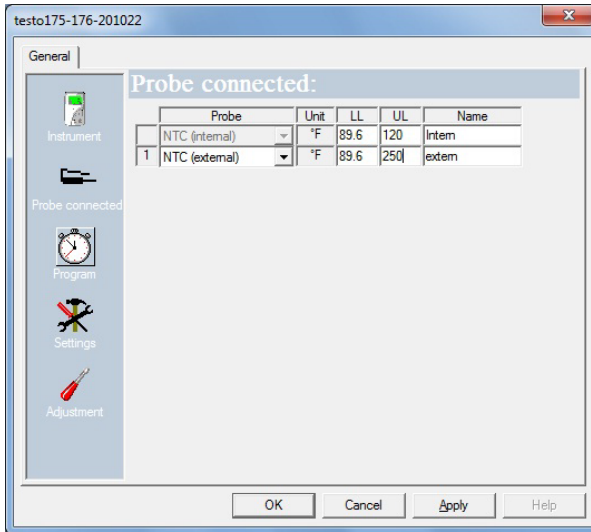 testo175-176-201022
General
Probe connected:
Probe Unit LL UL Name
NTC (internal) °F 89.6 120 Intern
1 NTC (external) °F 89.6 250 extern
Instrument
Probe connected
Program
Settings
Adjustment
OK Cancel Apply Help